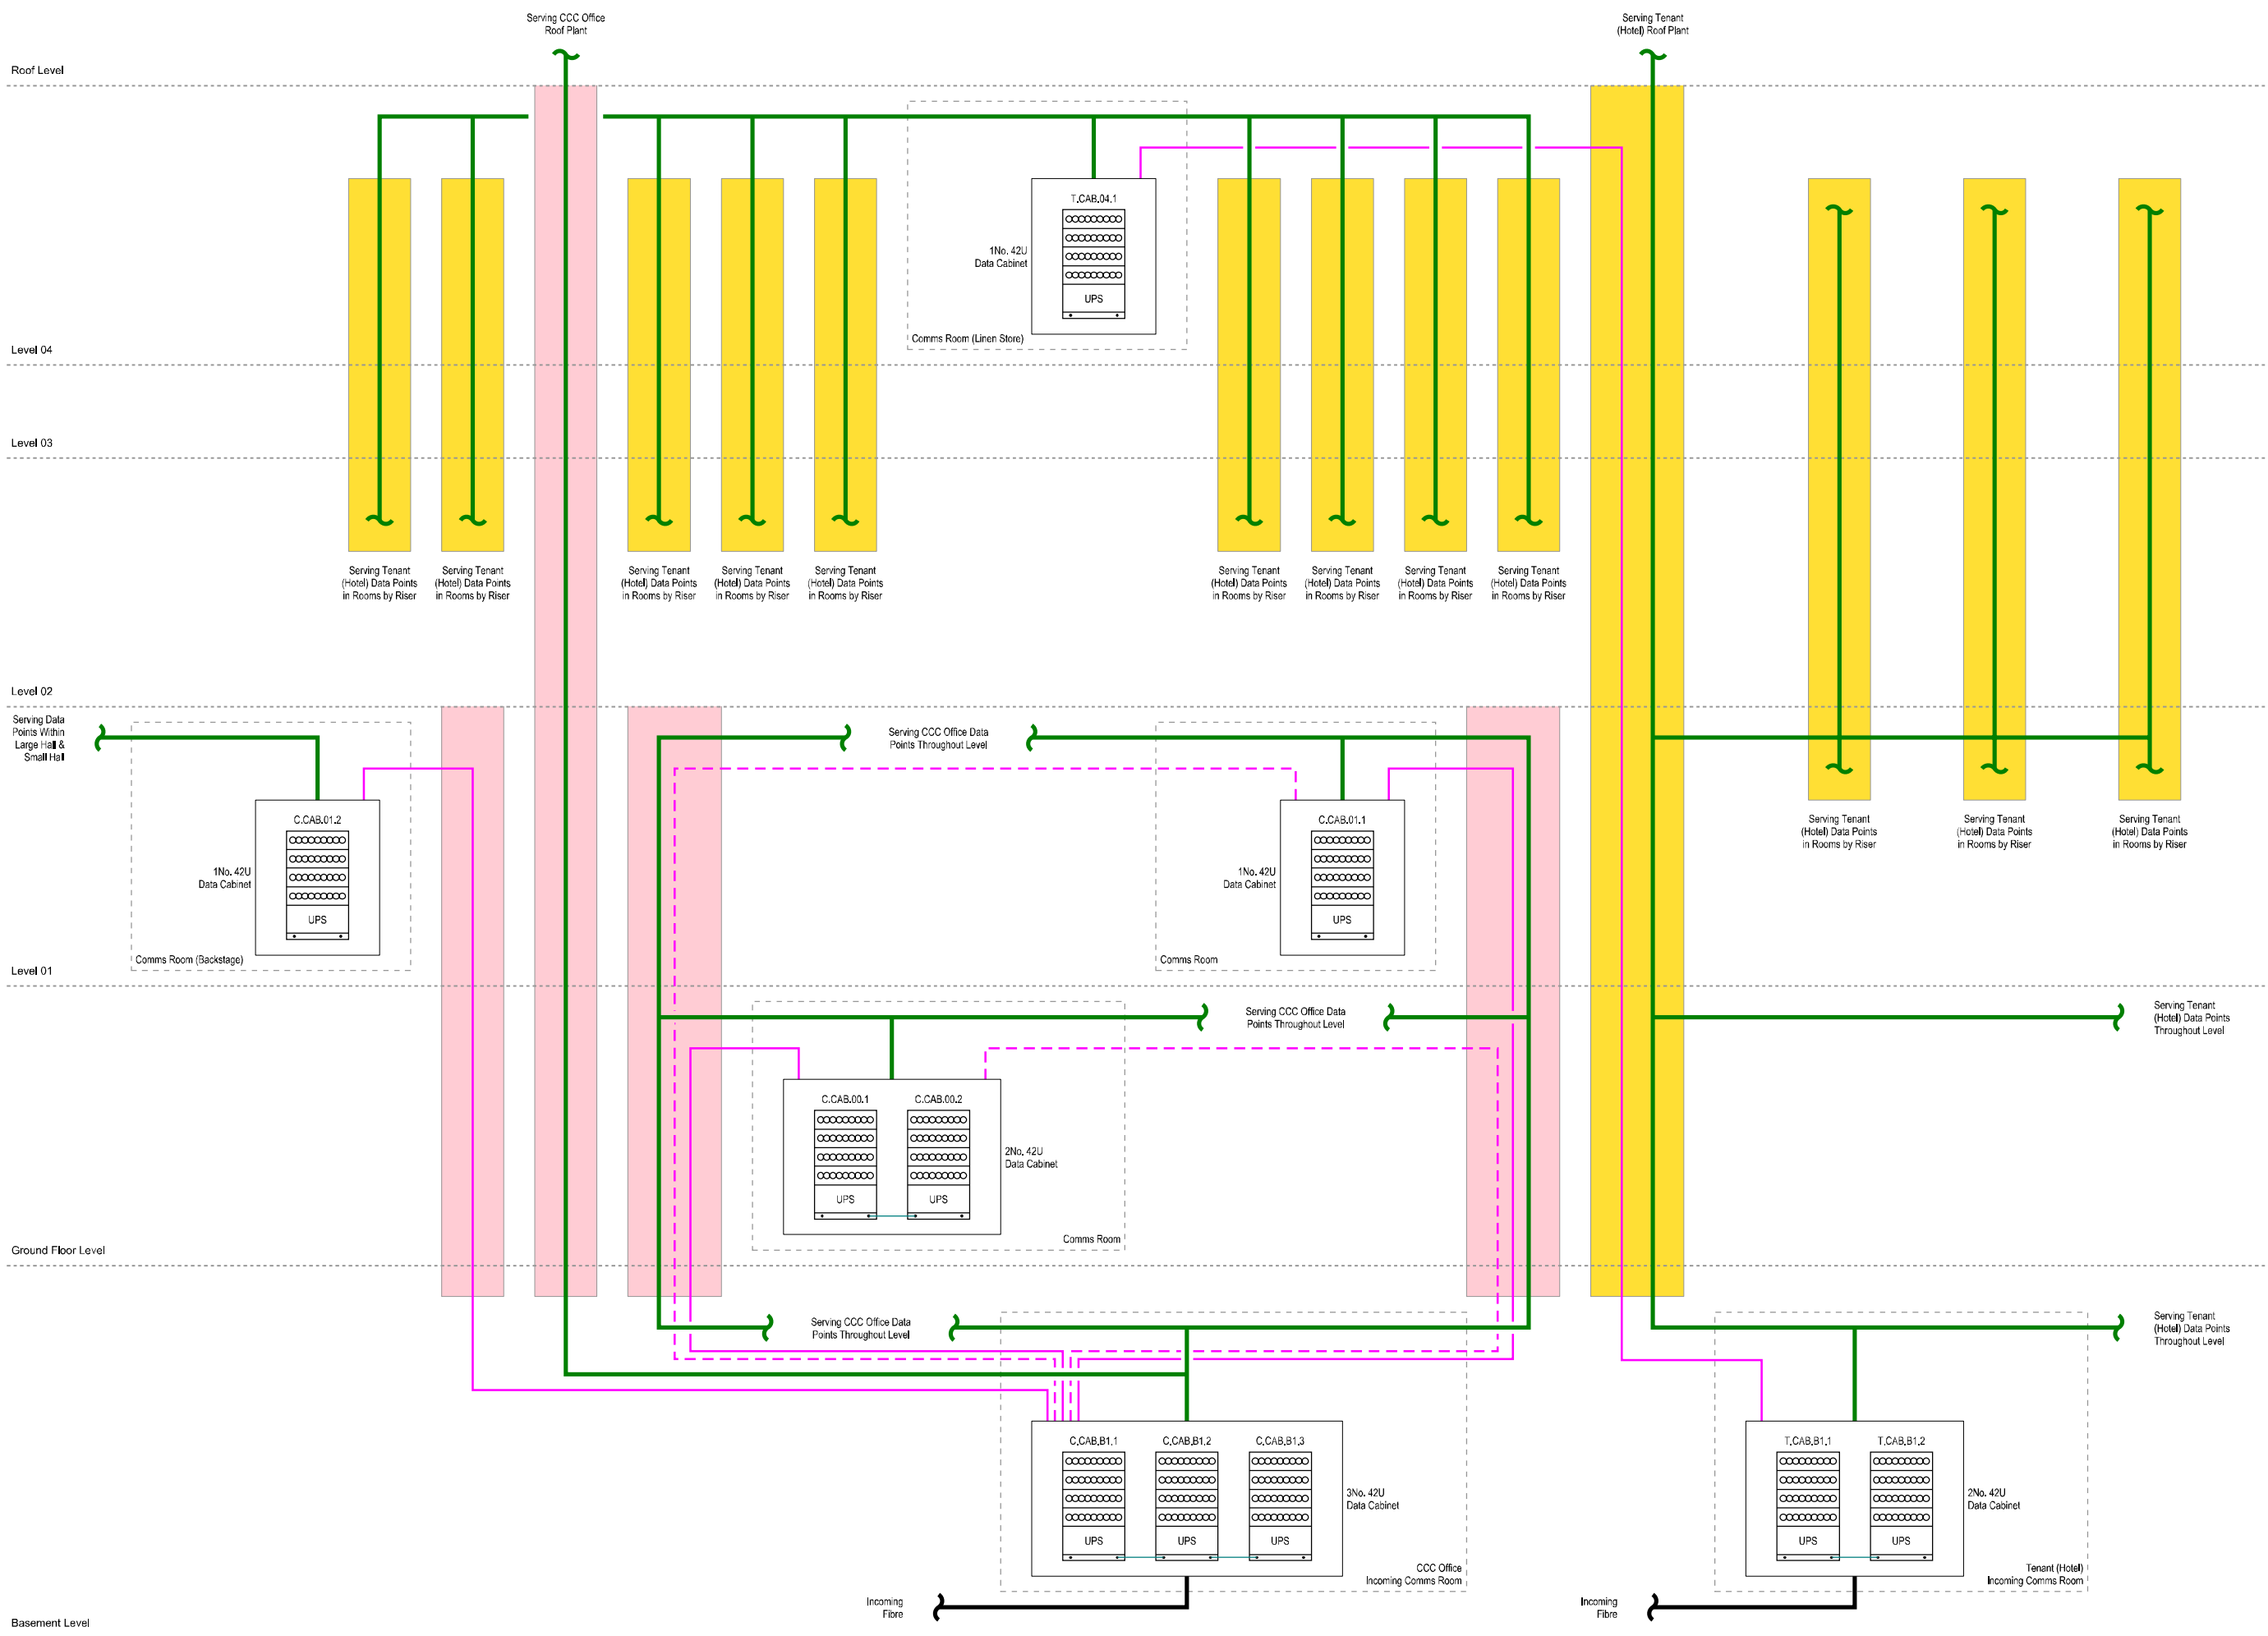 Serving CCC Office
Roof Plant
Serving Tenant
(Hotel) Roof Plant
Roof Level
T.CAB.04.1
1No. 42U
Data Cabinet
UPS
Comms Room (Linen Store)
Level 04
Level 03
Serving Tenant
(Hotel) Data Points
in Rooms by Riser
Serving Tenant
(Hotel) Data Points
in Rooms by Riser
Serving Tenant
(Hotel) Data Points
in Rooms by Riser
Serving Tenant
(Hotel) Data Points
in Rooms by Riser
Serving Tenant
(Hotel) Data Points
in Rooms by Riser
Serving Tenant
(Hotel) Data Points
in Rooms by Riser
Serving Tenant
(Hotel) Data Points
in Rooms by Riser
Serving Tenant
(Hotel) Data Points
in Rooms by Riser
Serving Tenant
(Hotel) Data Points
in Rooms by Riser
Level 02
Serving Data
Points Within
Large Hall &
Small Hall
Serving CCC Office Data
Points Throughout Level
C.CAB.01.2
1No. 42U
Data Cabinet
UPS
Comms Room (Backstage)
C.CAB.01.1
1No. 42U
Data Cabinet
UPS
Comms Room
Serving Tenant
(Hotel) Data Points
in Rooms by Riser
Serving Tenant
(Hotel) Data Points
in Rooms by Riser
Serving Tenant
(Hotel) Data Points
in Rooms by Riser
Level 01
Serving CCC Office Data
Points Throughout Level
Serving Tenant
(Hotel) Data Points
Throughout Level
C.CAB.00.1
C.CAB.00.2
2No. 42U
Data Cabinet
UPS
UPS
Comms Room
Ground Floor Level
Serving CCC Office Data
Points Throughout Level
Serving Tenant
(Hotel) Data Points
Throughout Level
C.CAB.B1.1
C.CAB.B1.2
C.CAB.B1.3
3No. 42U
Data Cabinet
UPS
UPS
UPS
CCC Office
Incoming Comms Room
T.CAB.B1.1
T.CAB.B1.2
2No. 42U
Data Cabinet
UPS
UPS
Tenant (Hotel)
Incoming Comms Room
Incoming
Fibre
Incoming
Fibre
Basement Level